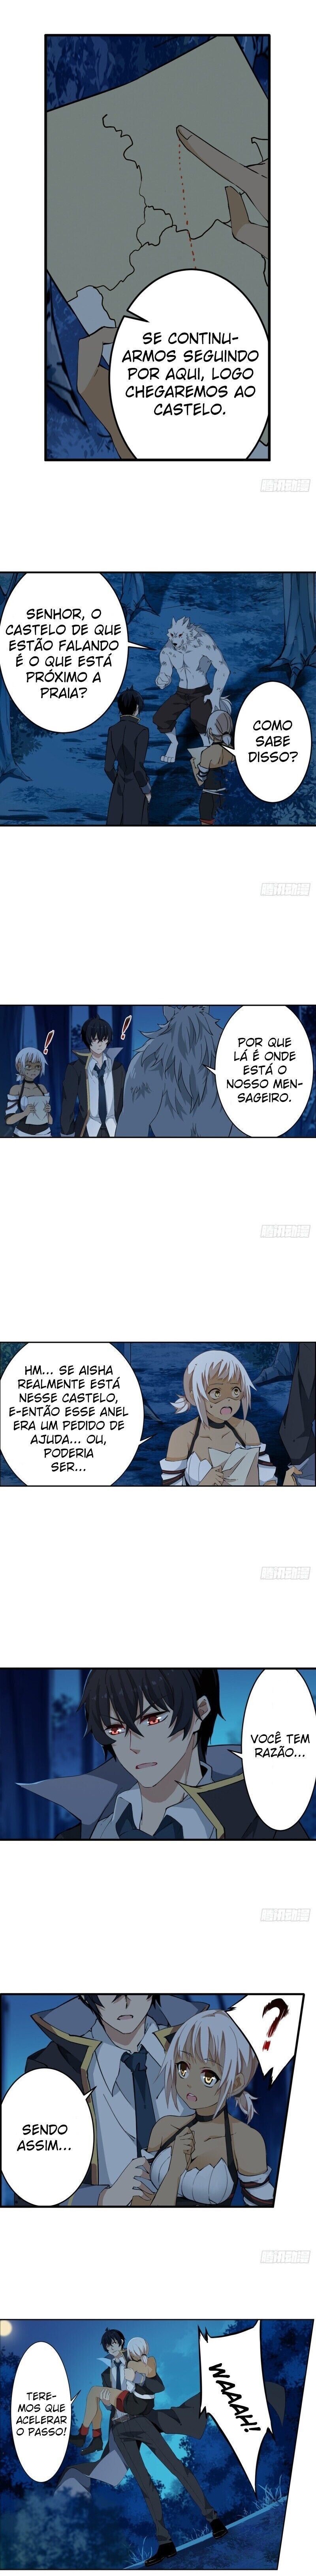 SE CONTINU-
ARMOS SEGUINDO
POR AQUI, LOGO
CHEGAREMOS AO
CASTELO.
SENHOR, O
CASTELO DE QUE
ESTÃO FALANDO
É O QUE ESTÁ
PRÓXIMO A
PRAIA?
COMO
SABE
DISSO?
!
!
POR QUE
LÁ É ONDE
ESTÁ O
NOSSO MEN-
SAGEIRO.
HM... SE AISHA
REALMENTE ESTÁ
NESSE CASTELO,
E-ENTÃO ESSE ANEL
ERA UM PEDIDO DE
AJUDA... OU,
PODERIA
SER...
VOCÊ TEM
RAZÃO...
?
SENDO
ASSIM...
WAAAH!
TERE-
MOS QUE
ACELERAR
O PASSO!